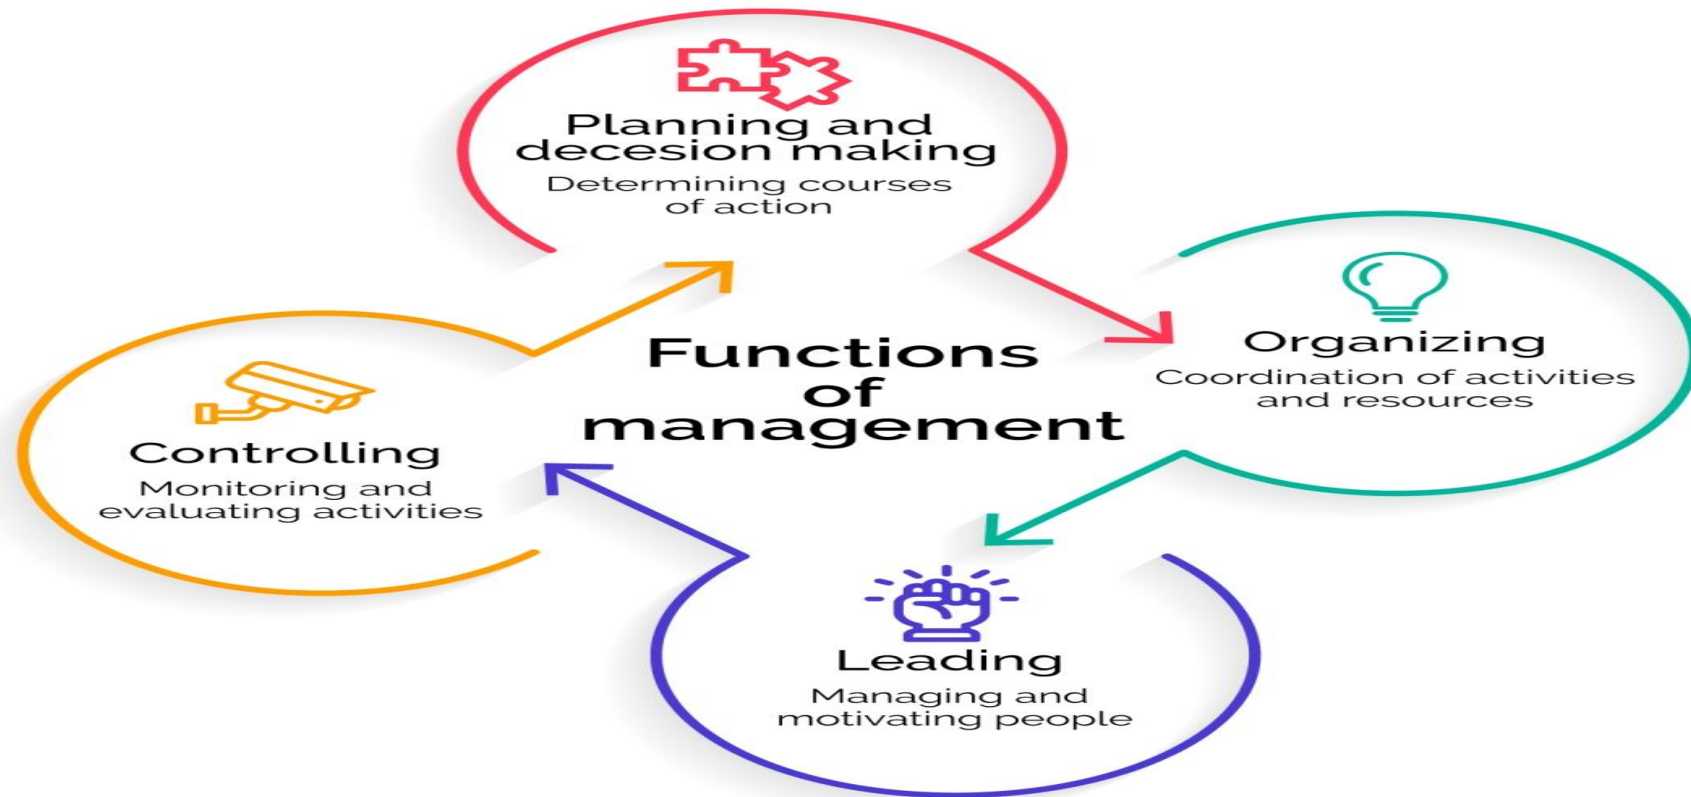 Planning and
decesion making
Determining courses
of action
Organizing
Coordination of activities
and resources
Functions
of
management
Controlling
Monitoring and
evaluating activities
Leading
Managing and
motivating people